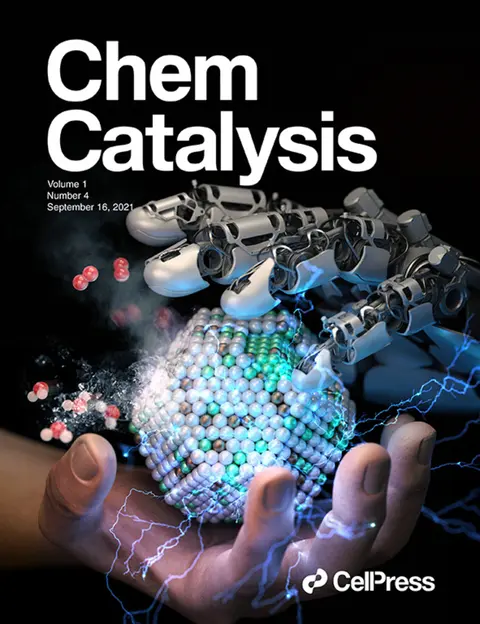 Chem
Catalysis
Volume 1
Number 4
September 16, 2021
CellPress